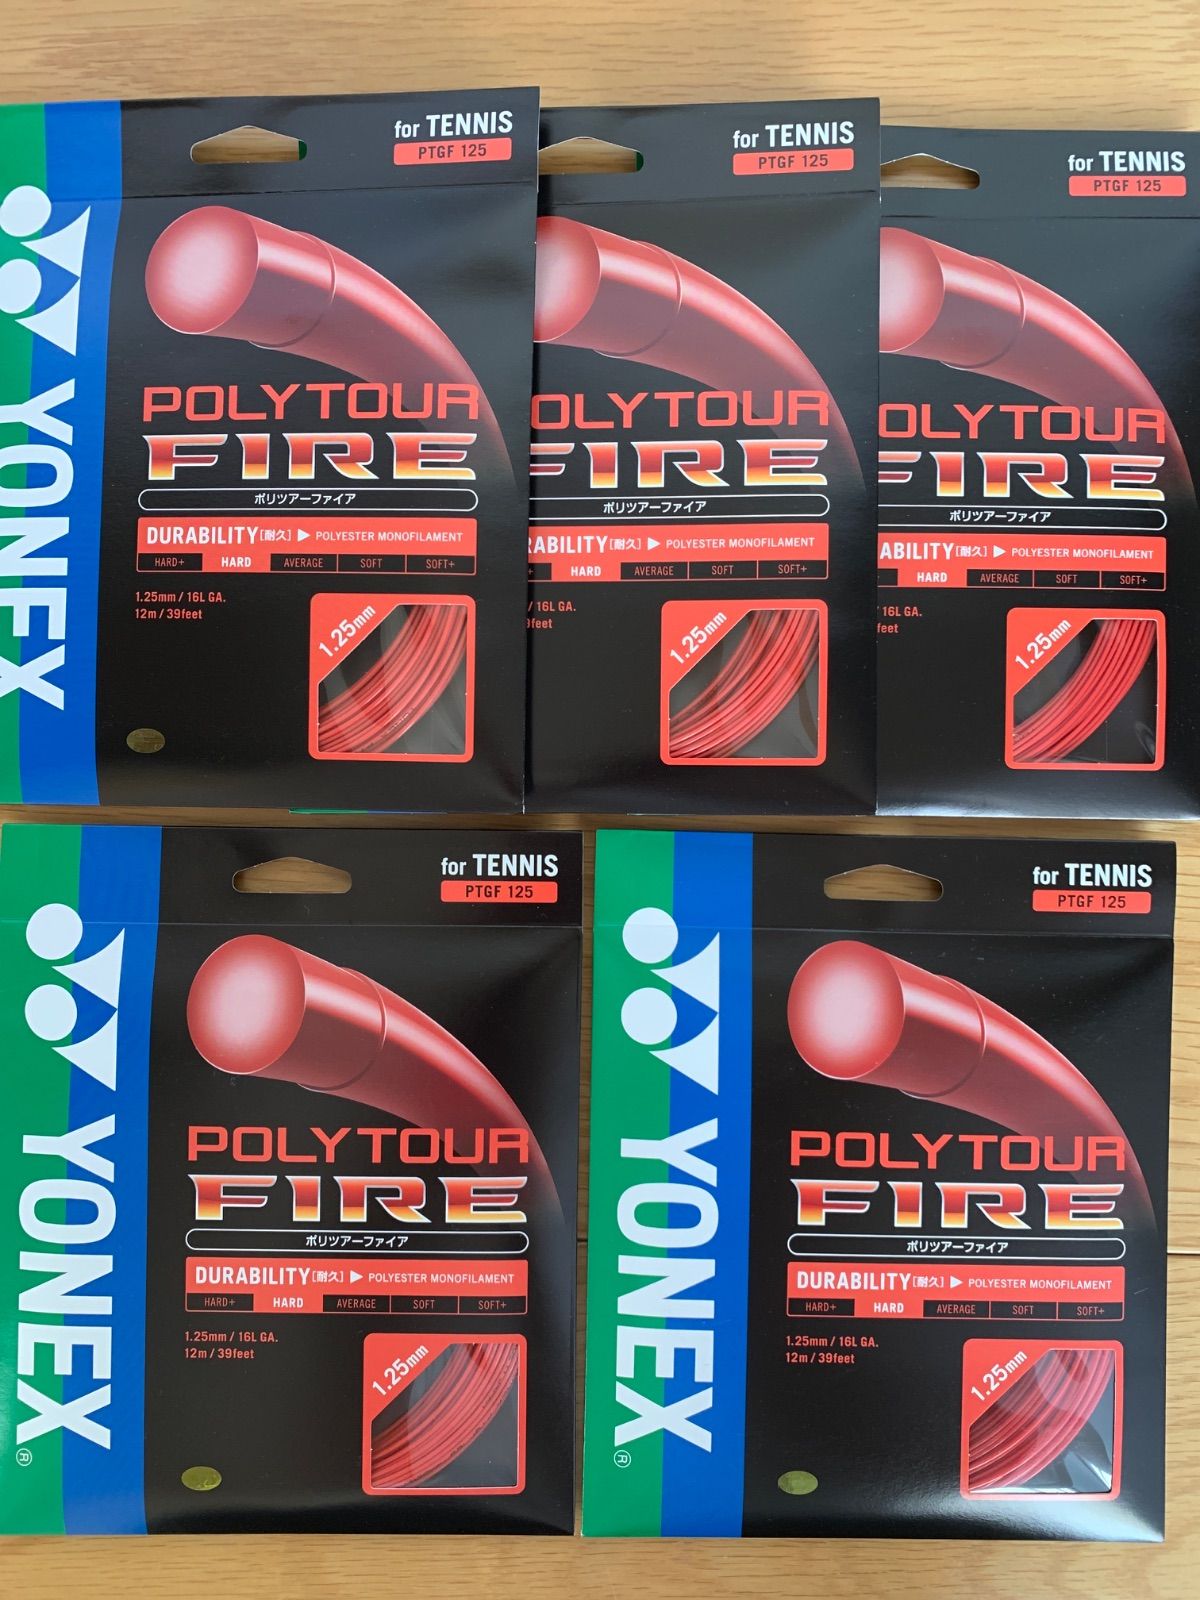 for TENNIS
PTGF 125
YONEX
POLYTOUR
FIRE
ポリツアーファイア
DURABILITY[耐久]▶POLYESTER MONOFILAMENT
HARD+ HARD AVERAGE SOFT SOFT+
1.25mm / 16L GA.
12m / 39feet
1.25mm
for TENNIS
PTGF 125
OLYTOUR
FIRE
ポリツアーファイア
RABILITY[耐久]▶POLYESTER MONOFILAMENT
+ HARD AVERAGE SOFT SOFT+
/ 16L GA.
9feet
1.25mm
for TENNIS
PTGF 125
OLYTOUR
FIRE
ポリツアーファイア
ABILITY[耐久]▶POLYESTER MONOFILAMENT
HARD AVERAGE SOFT SOFT+
/ 16L GA.
feet
1.25mm
for TENNIS
PTGF 125
YONEX®
POLYTOUR
FIRE
ポリツアーファイア
DURABILITY[耐久]▶POLYESTER MONOFILAMENT
HARD+ HARD AVERAGE SOFT SOFT+
1.25mm / 16L GA.
12m / 39feet
1.25mm
for TENNIS
PTGF 125
YONEX®
POLYTOUR
FIRE
ポリツアーファイア
DURABILITY[耐久]▶POLYESTER MONOFILAMENT
HARD+ HARD AVERAGE SOFT SOFT+
1.25mm / 16L GA.
12m / 39feet
1.25mm